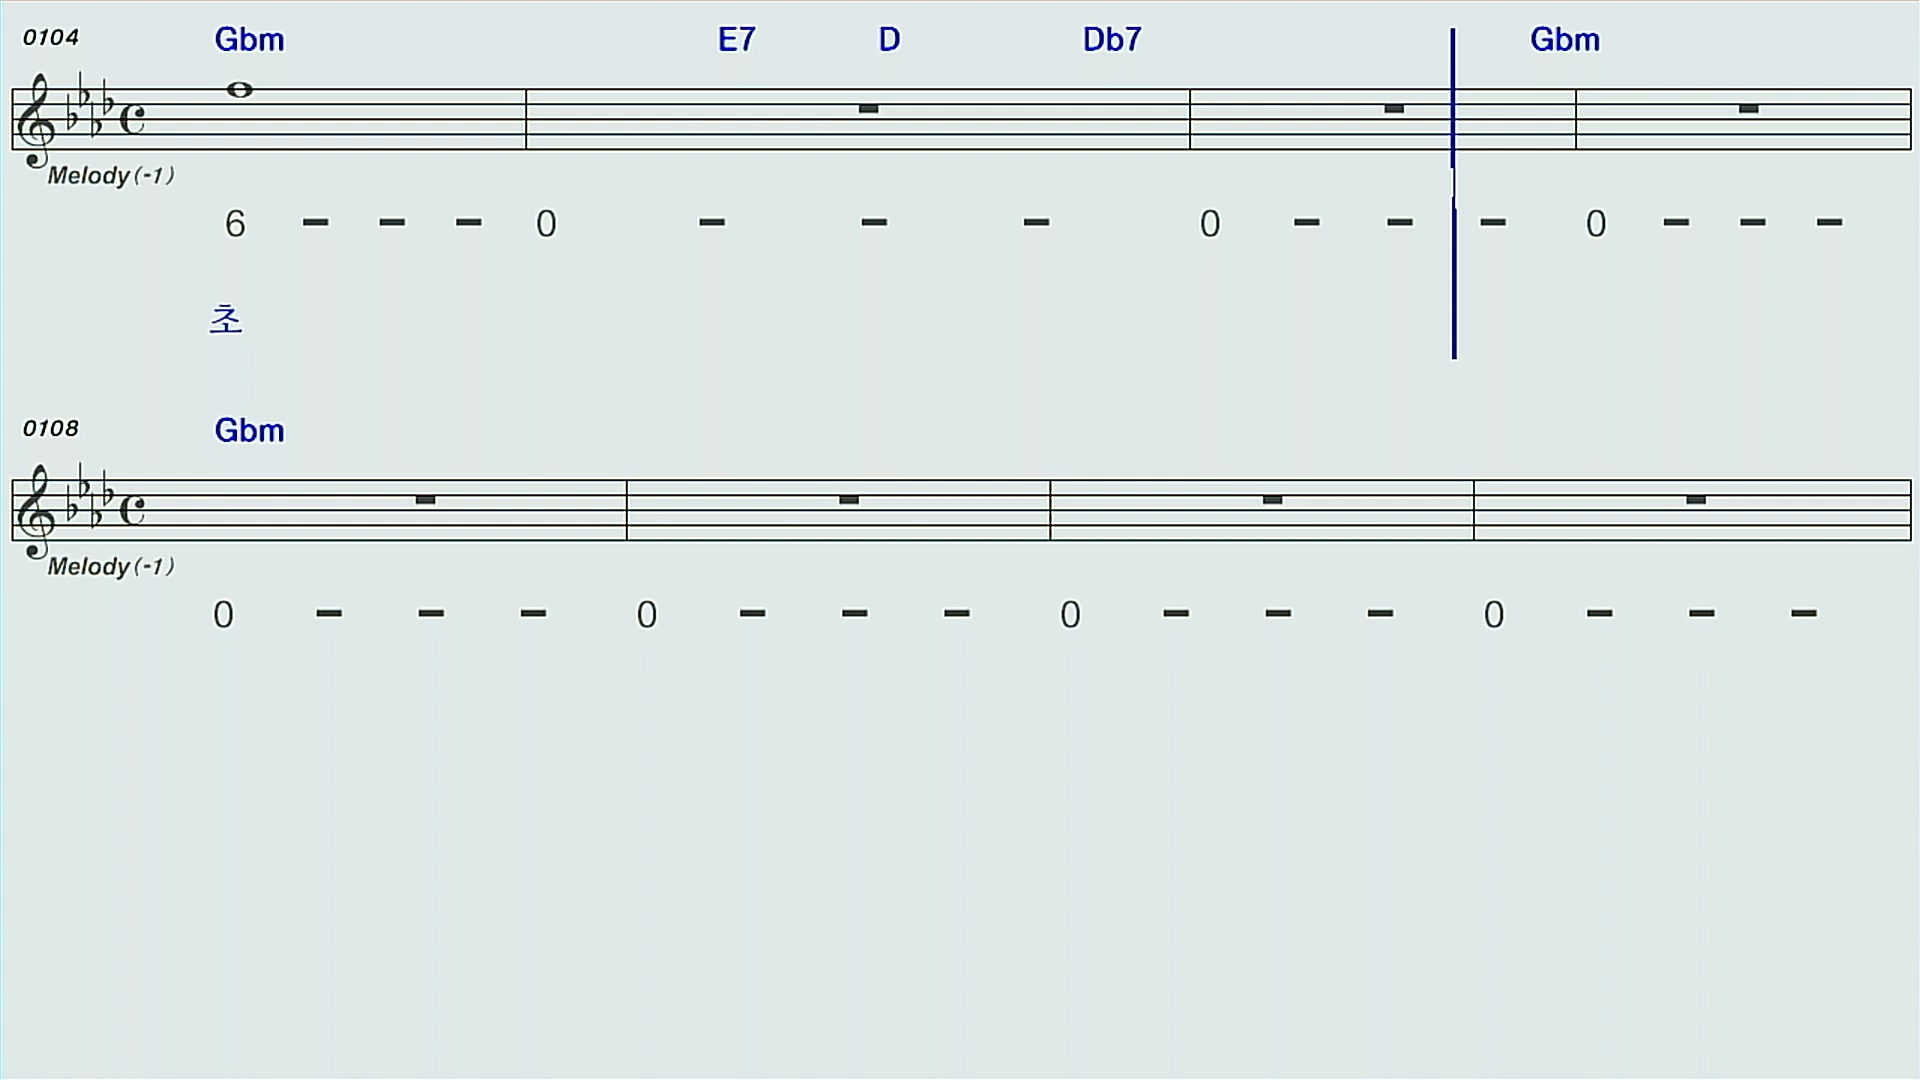 0104 Gbm E7 D Db7 Gbm
Melody(-1)
6 - - - 0 - - - 0 - - - 0 - - -
초
0108 Gbm
Melody(-1)
0 - - - 0 - - - 0 - - - 0 - - -